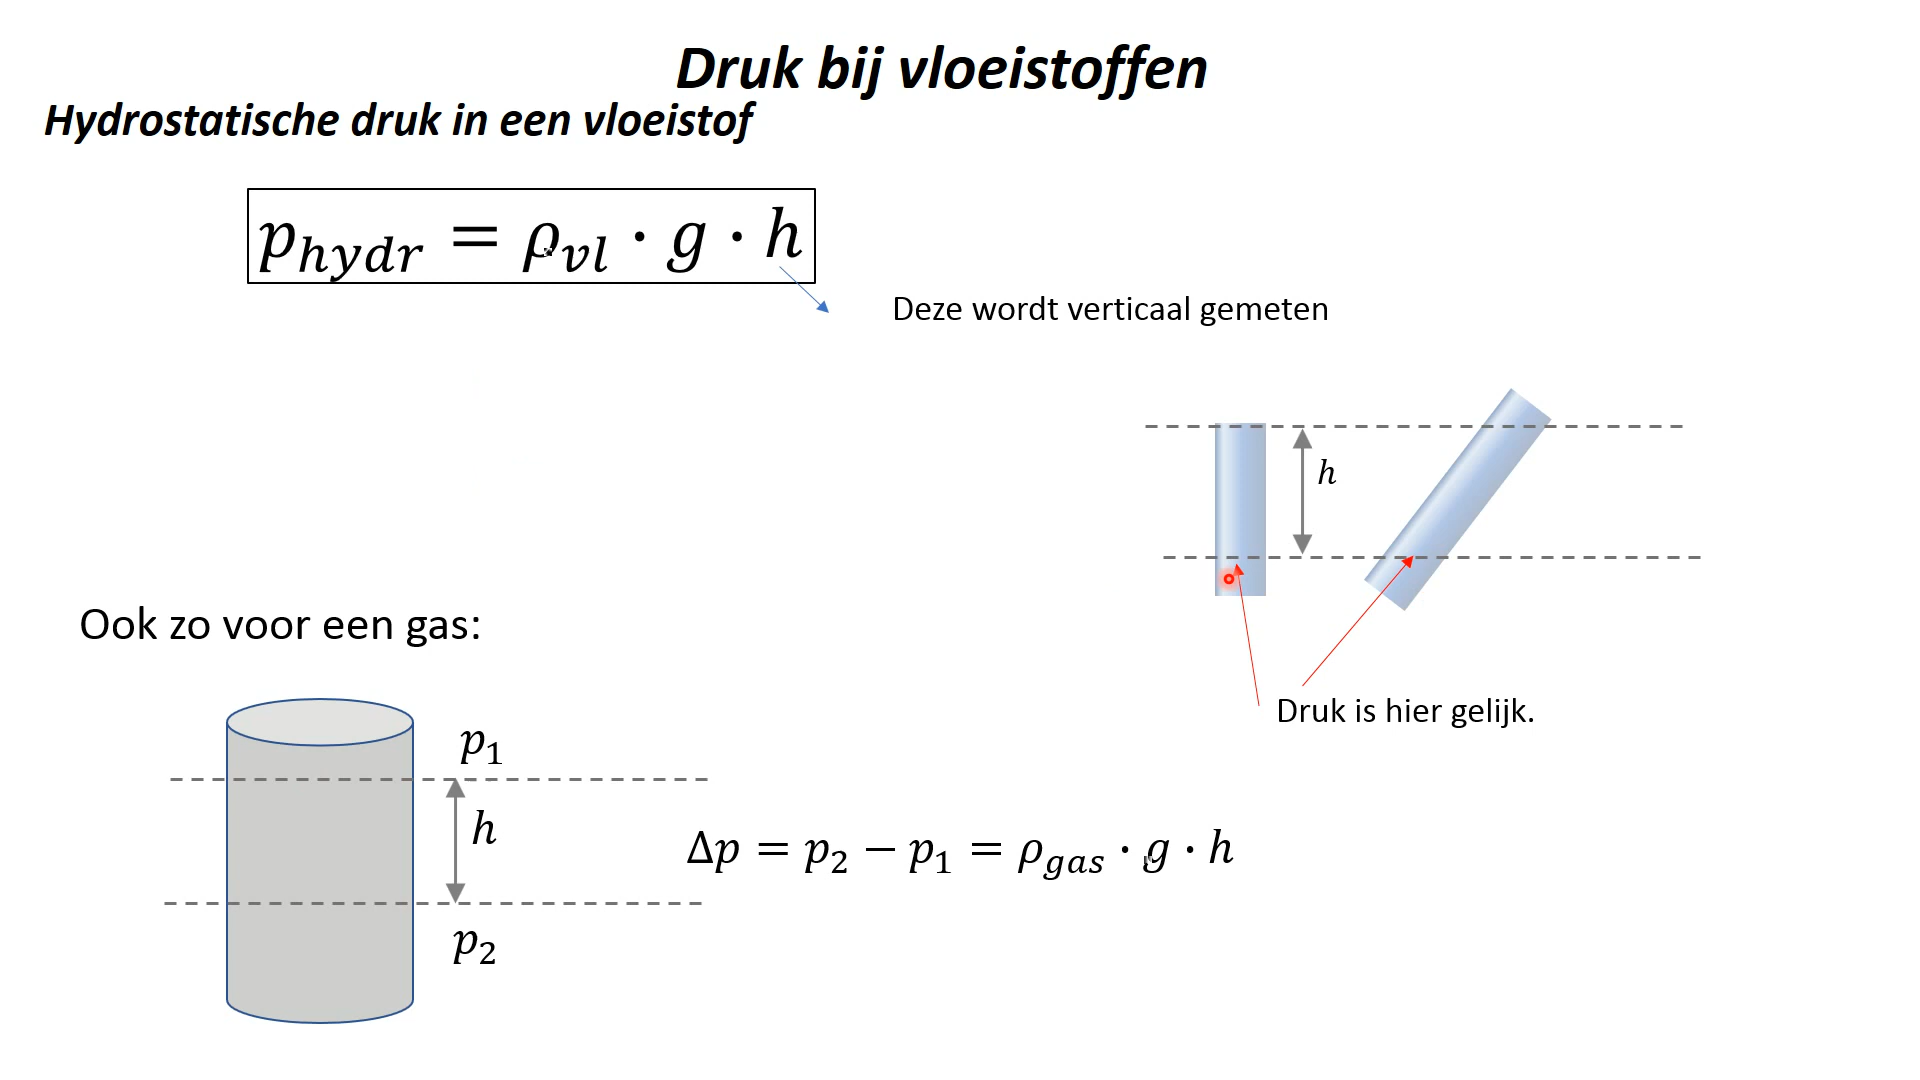 Druk bij vloeistoffen
Hydrostatische druk in een vloeistof
p_hydr = ρ_vl · g · h
Deze wordt verticaal gemeten
h
Druk is hier gelijk.
Ook zo voor een gas:
p₁
h
p₂
Δp = p₂ − p₁ = ρ_gas · g · h